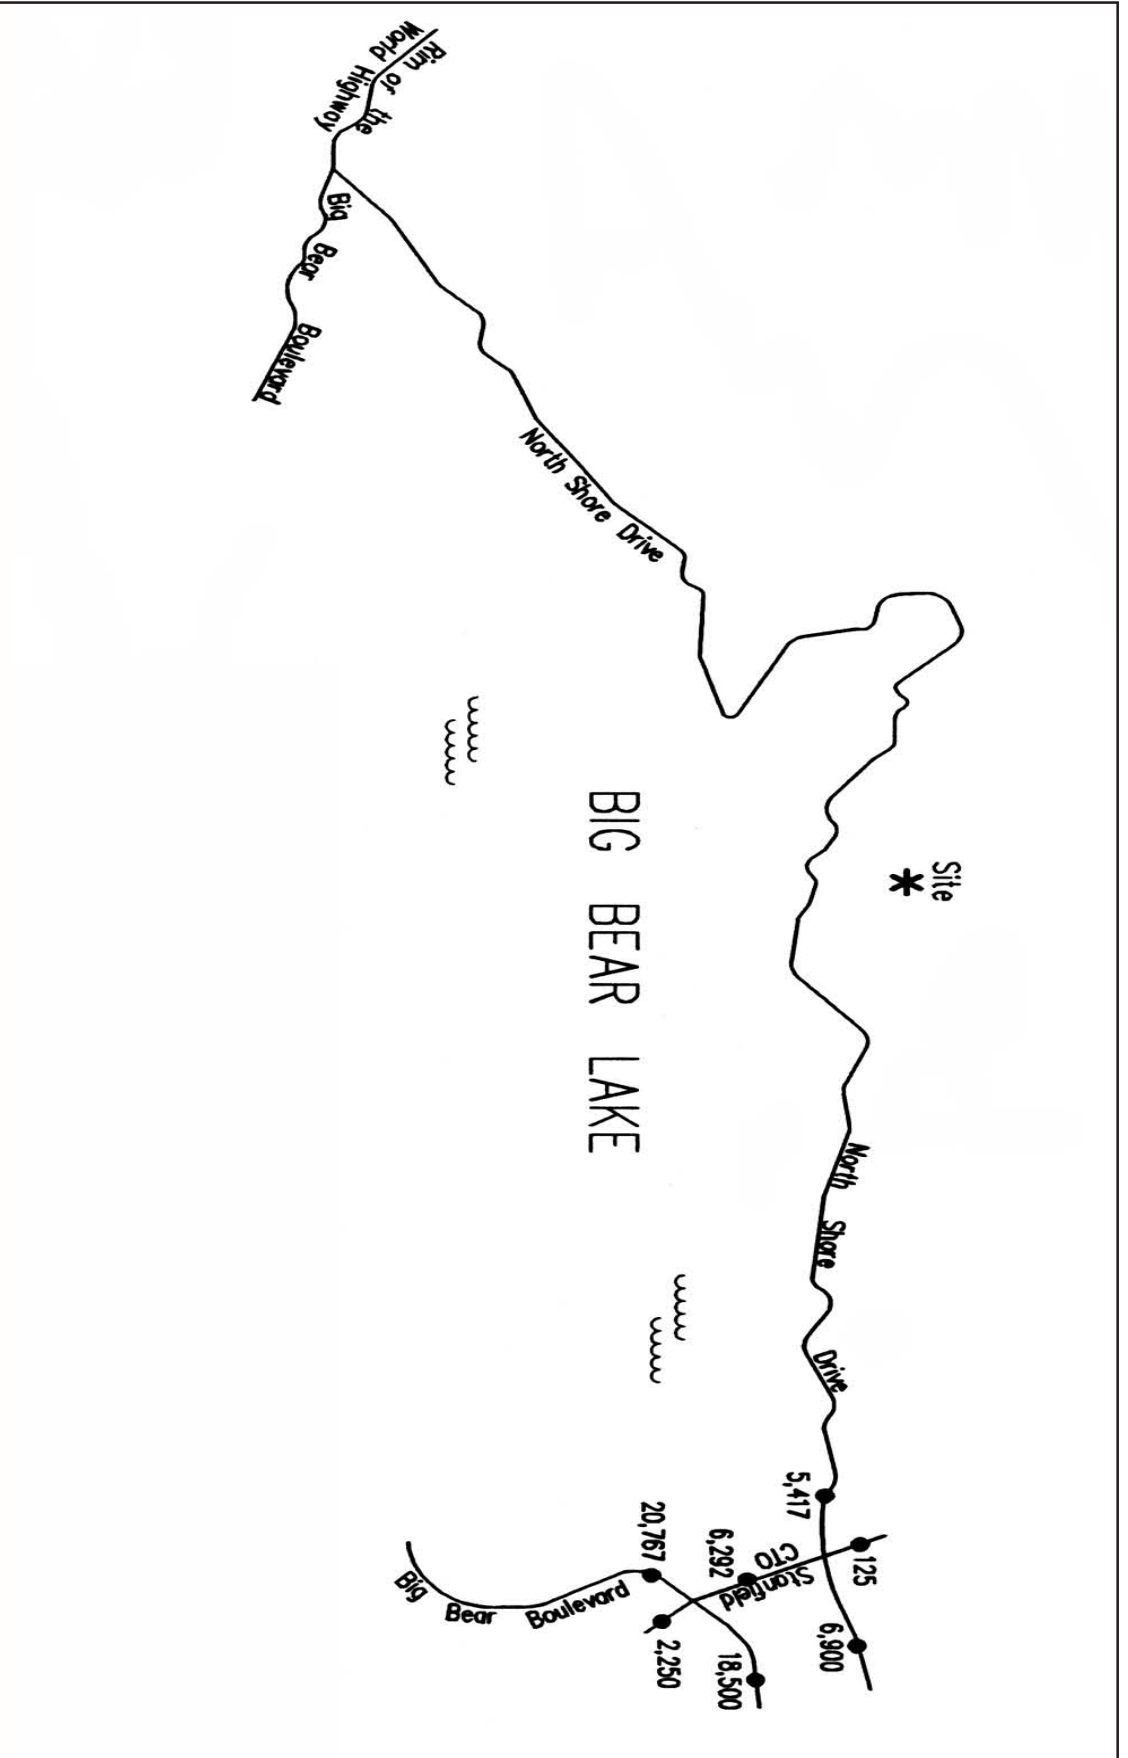 Rim of the
World Highway
Big Bear Boulevard
North Shore Drive
Site
BIG BEAR LAKE
North Shore Drive
5,417
125
6,900
Stanfield
CTO
6,292
20,767
2,250
18,500
Big Bear Boulevard